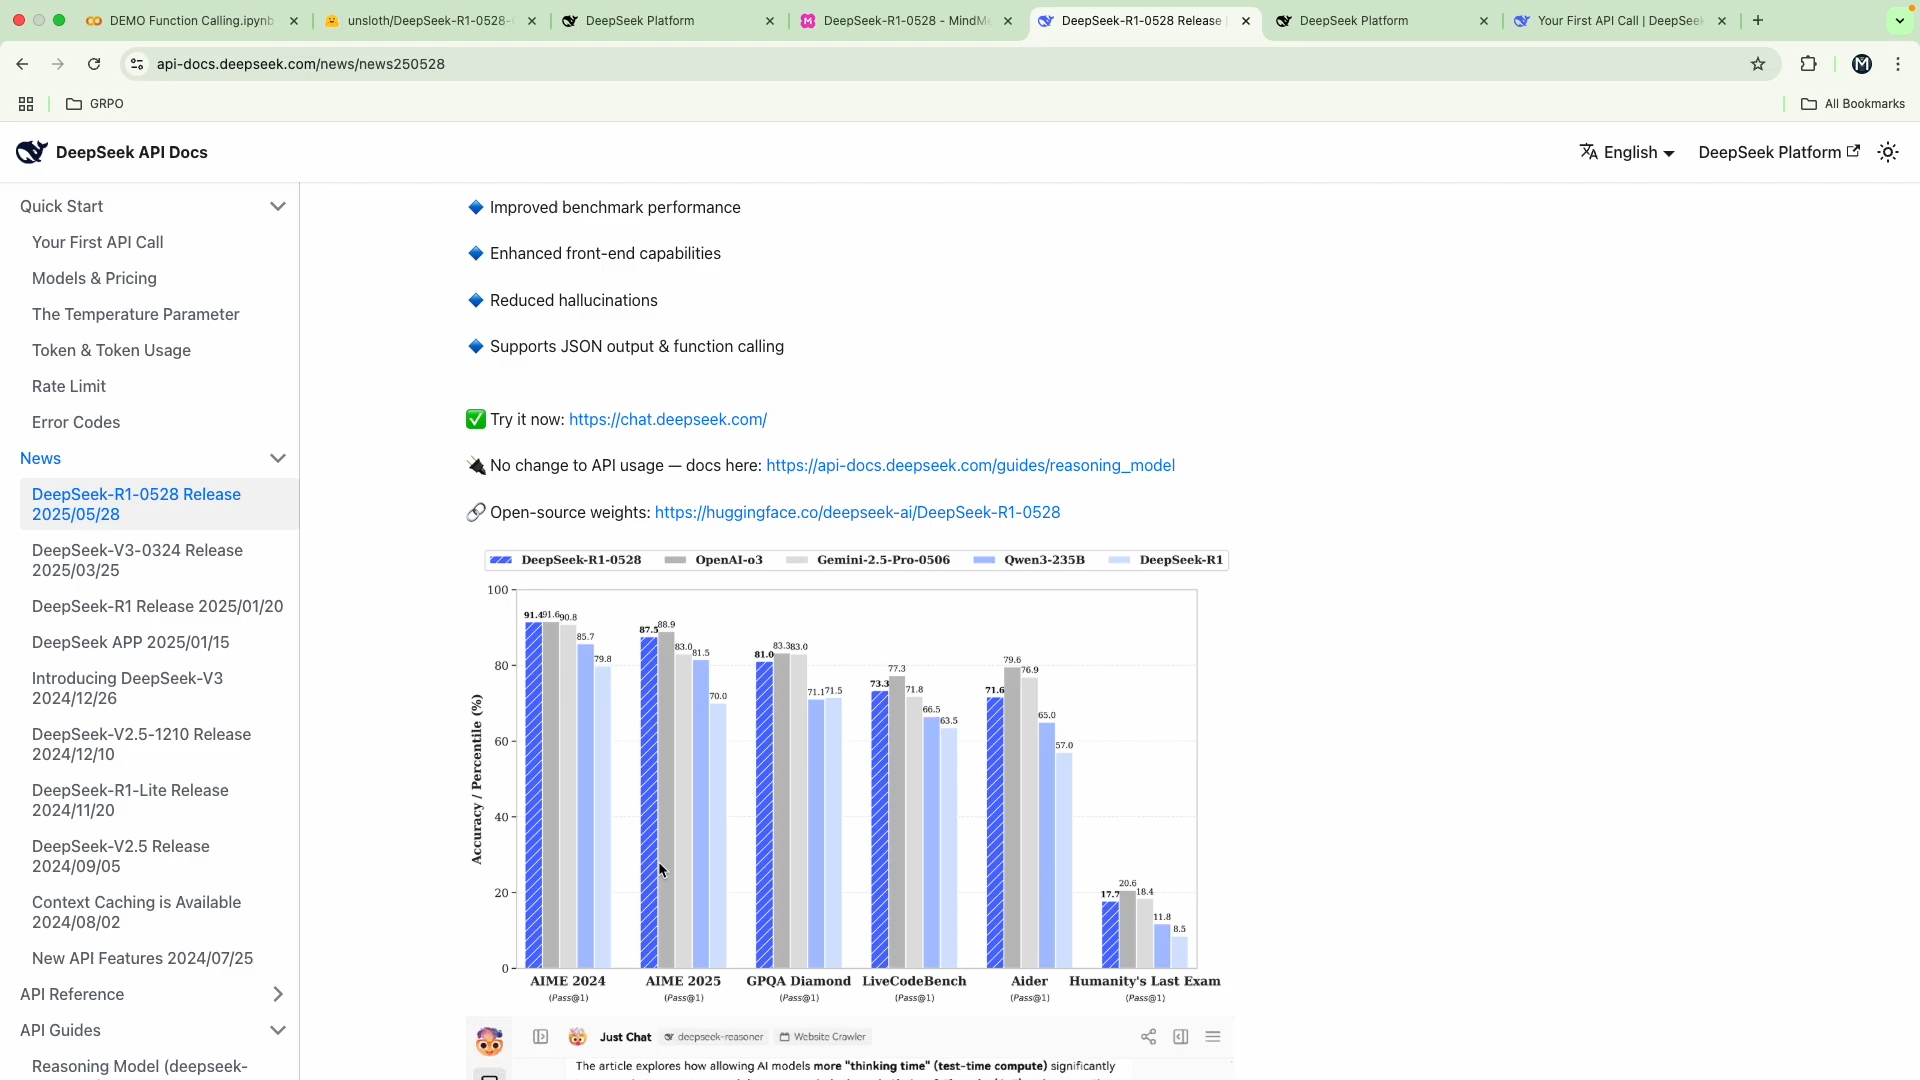 DEMO Function Calling.ipynb
unsloth/DeepSeek-R1-0528-
DeepSeek Platform
DeepSeek-R1-0528 - MindM
DeepSeek-R1-0528 Release
DeepSeek Platform
Your First API Call | DeepSeek
api-docs.deepseek.com/news/news250528
GRPO
All Bookmarks
DeepSeek API Docs
English
DeepSeek Platform
Quick Start
Your First API Call
Models & Pricing
The Temperature Parameter
Token & Token Usage
Rate Limit
Error Codes
News
DeepSeek-R1-0528 Release
2025/05/28
DeepSeek-V3-0324 Release
2025/03/25
DeepSeek-R1 Release 2025/01/20
DeepSeek APP 2025/01/15
Introducing DeepSeek-V3
2024/12/26
DeepSeek-V2.5-1210 Release
2024/12/10
DeepSeek-R1-Lite Release
2024/11/20
DeepSeek-V2.5 Release
2024/09/05
Context Caching is Available
2024/08/02
New API Features 2024/07/25
API Reference
API Guides
Reasoning Model (deepseek-
🔹 Improved benchmark performance
🔹 Enhanced front-end capabilities
🔹 Reduced hallucinations
🔹 Supports JSON output & function calling
✅ Try it now: https://chat.deepseek.com/
🔌 No change to API usage — docs here: https://api-docs.deepseek.com/guides/reasoning_model
🔗 Open-source weights: https://huggingface.co/deepseek-ai/DeepSeek-R1-0528
DeepSeek-R1-0528 OpenAI-o3 Gemini-2.5-Pro-0506 Qwen3-235B DeepSeek-R1
Accuracy / Percentile (%)
100
80
60
40
20
0
91.4 91.6 90.8 85.7 79.8
87.5 88.9 83.0 81.5 70.0
81.0 83.3 83.0 71.1 71.5
73.3 77.3 71.8 66.5 63.5
71.6 79.6 76.9 65.0 57.0
17.7 20.6 18.4 11.8 8.5
AIME 2024 AIME 2025 GPQA Diamond LiveCodeBench Aider Humanity's Last Exam
(Pass@1) (Pass@1) (Pass@1) (Pass@1) (Pass@1) (Pass@1)
Just Chat deepseek-reasoner Website Crawler
The article explores how allowing AI models more "thinking time" (test-time compute) significantly